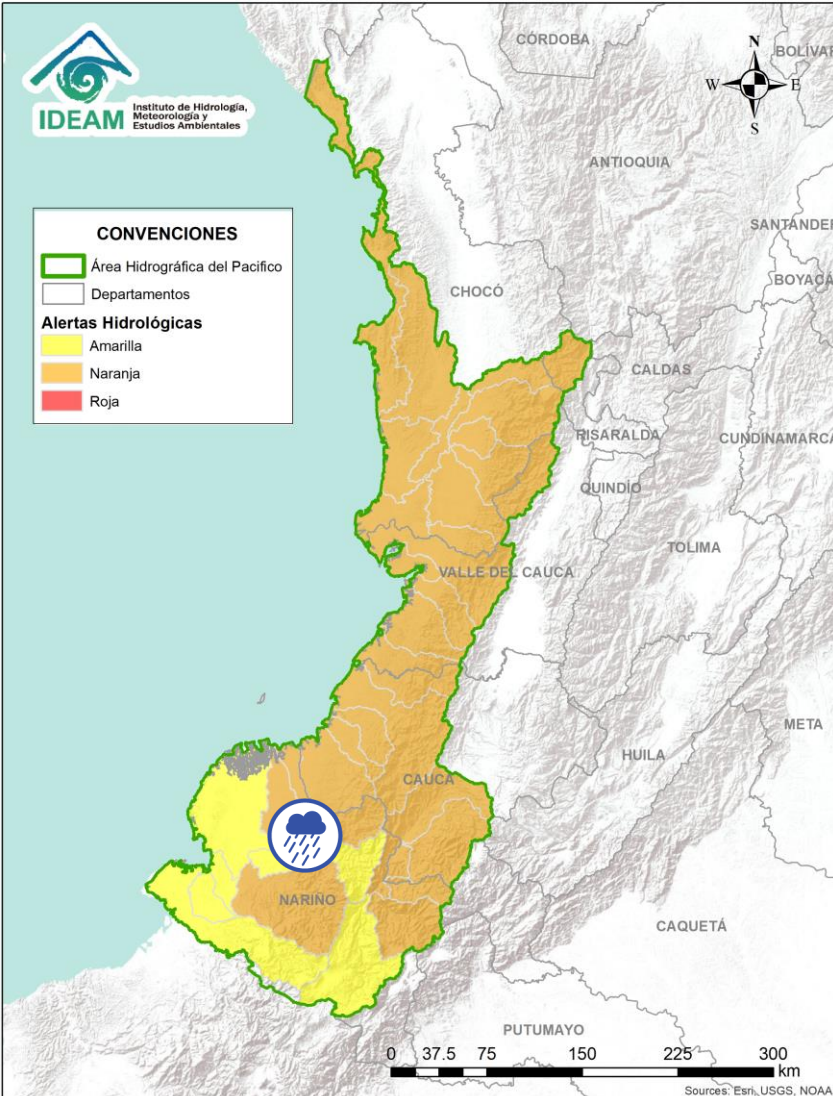 IDEAM
Instituto de Hidrología,
Meteorología y
Estudios Ambientales
N
W
E
S
CÓRDOBA
BOLÍVAR
ANTIOQUIA
SANTANDER
BOYACÁ
CHOCÓ
CALDAS
RISARALDA
CUNDINAMARCA
QUINDÍO
TOLIMA
VALLE DEL CAUCA
META
HUILA
CAUCA
NARIÑO
CAQUETÁ
PUTUMAYO
CONVENCIONES
Área Hidrográfica del Pacifico
Departamentos
Alertas Hidrológicas
Amarilla
Naranja
Roja
0 37.5 75 150 225 300
km
Sources: Esri, USGS, NOAA